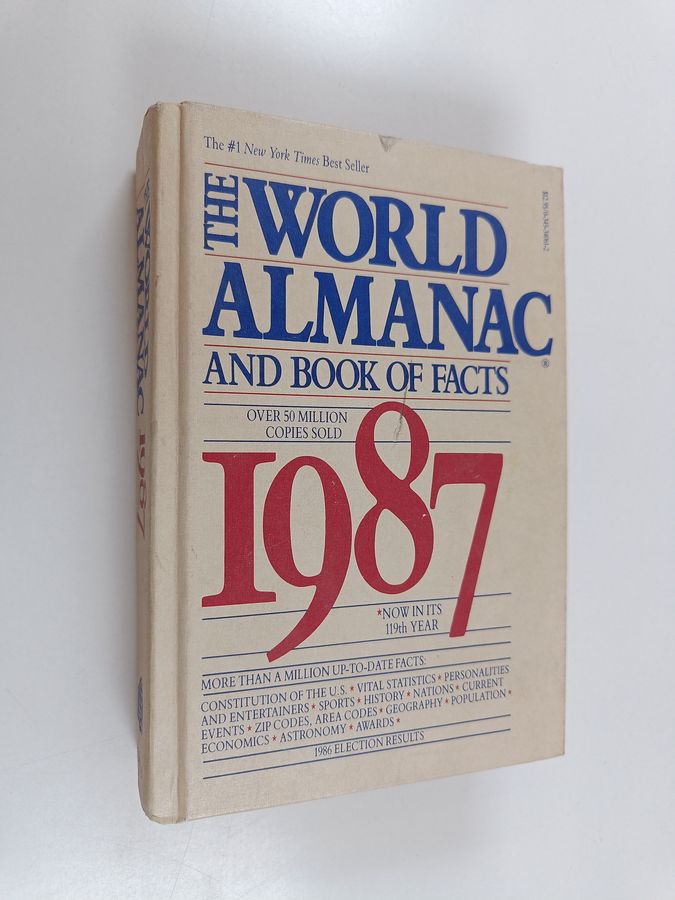 The #1 New York Times Best Seller
THE WORLD
ALMANAC®
AND BOOK OF FACTS
OVER 50 MILLION
COPIES SOLD
1987
*NOW IN ITS
119th YEAR
MORE THAN A MILLION UP-TO-DATE FACTS:
CONSTITUTION OF THE U.S. * VITAL STATISTICS * PERSONALITIES
AND ENTERTAINERS * SPORTS * HISTORY * NATIONS * CURRENT
EVENTS * ZIP CODES, AREA CODES * GEOGRAPHY * POPULATION *
ECONOMICS * ASTRONOMY * AWARDS *
1986 ELECTION RESULTS
WORLD
ALMANAC 1987